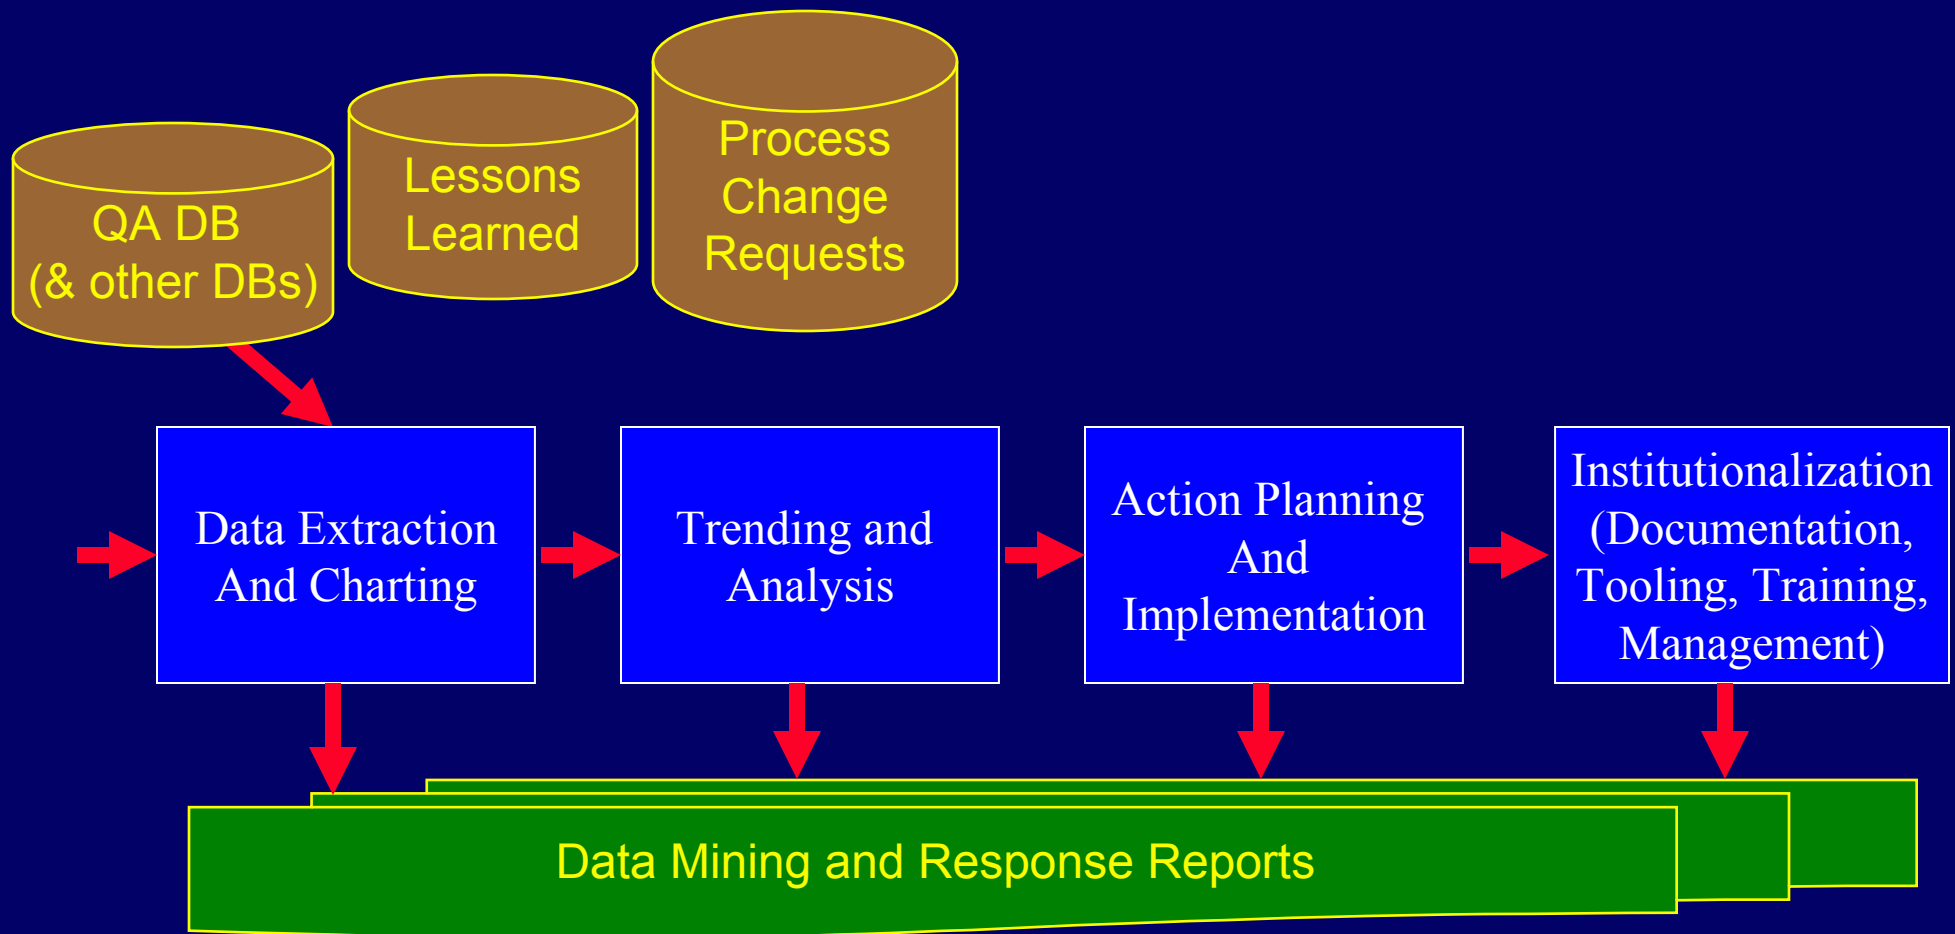 QA DB
(& other DBs)
Lessons
Learned
Process
Change
Requests
Data Extraction
And Charting
Trending and
Analysis
Action Planning
And
Implementation
Institutionalization
(Documentation,
Tooling, Training,
Management)
Data Mining and Response Reports